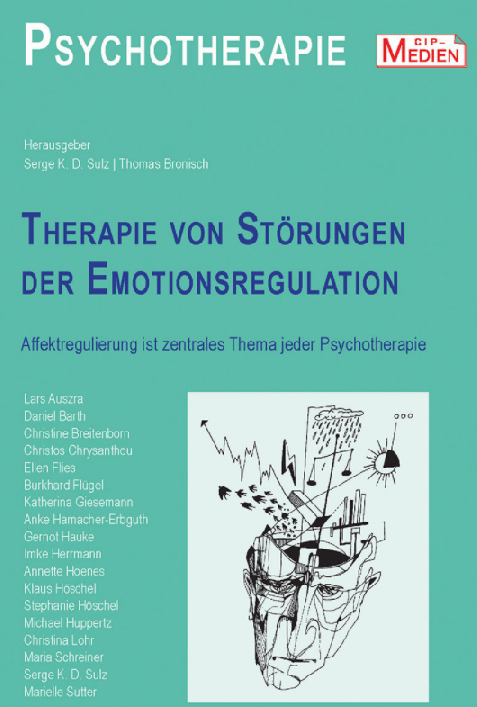 PSYCHOTHERAPIE
CIP-
MEDIEN
Herausgeber
Serge K. D. Sulz | Thomas Bronisch
THERAPIE VON STÖRUNGEN
DER EMOTIONSREGULATION
Affektregulierung ist zentrales Thema jeder Psychotherapie
Lars Auszra
Daniel Barth
Christine Breitenborn
Christos Chrysanthou
Ellen Flies
Burkhard Flügel
Katherina Giesemann
Anke Hamacher-Erbguth
Gernot Hauke
Imke Herrmann
Annette Hoenes
Klaus Höschel
Stephanie Höschel
Michael Huppertz
Christina Lohr
Maria Schreiner
Serge K. D. Sulz
Marielle Sutter